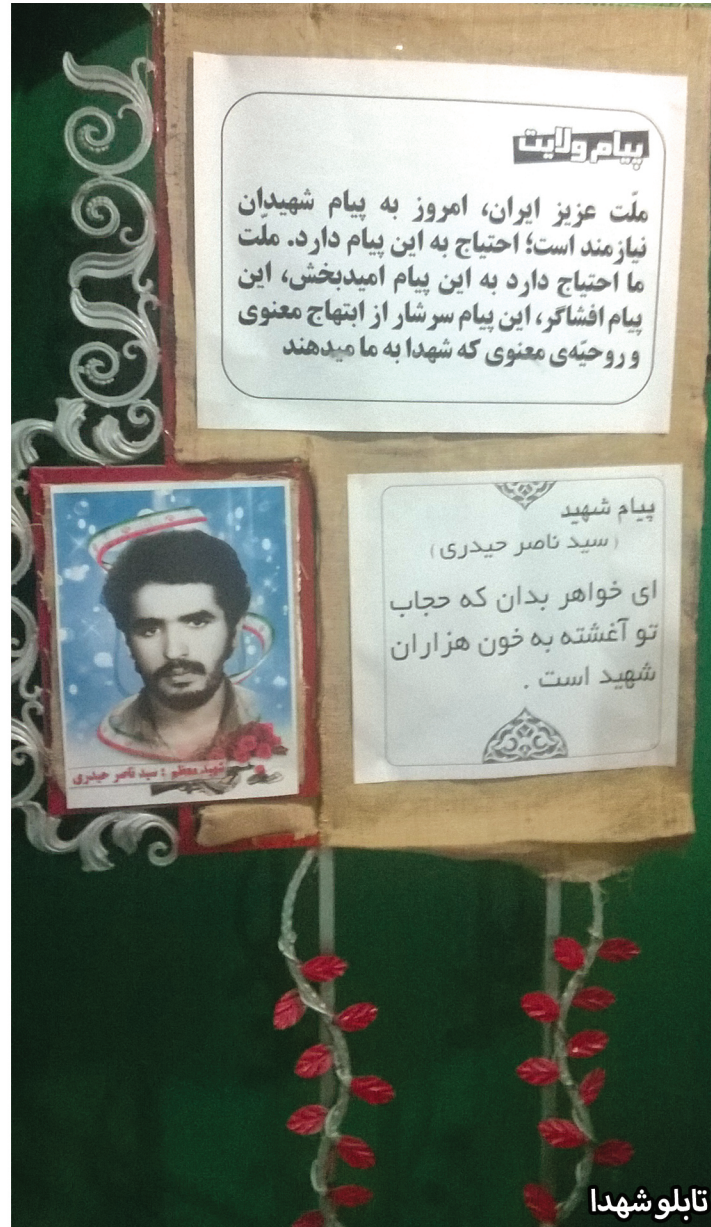 پیام ولایت
ملّت عزیز ایران، امروز به پیام شهیدان
نیازمند است؛ احتیاج به این پیام دارد. ملّت
ما احتیاج دارد به این پیام امیدبخش، این
پیام افشاگر، این پیام سرشار از ابتهاج معنوی
و روحیّه‌ی معنوی که شهدا به ما میدهند
پیام شهید
(سید ناصر حیدری)
ای خواهر بدان که حجاب
تو آغشته به خون هزاران
شهید است .
شهید معظم : سید ناصر حیدری
تابلو شهدا